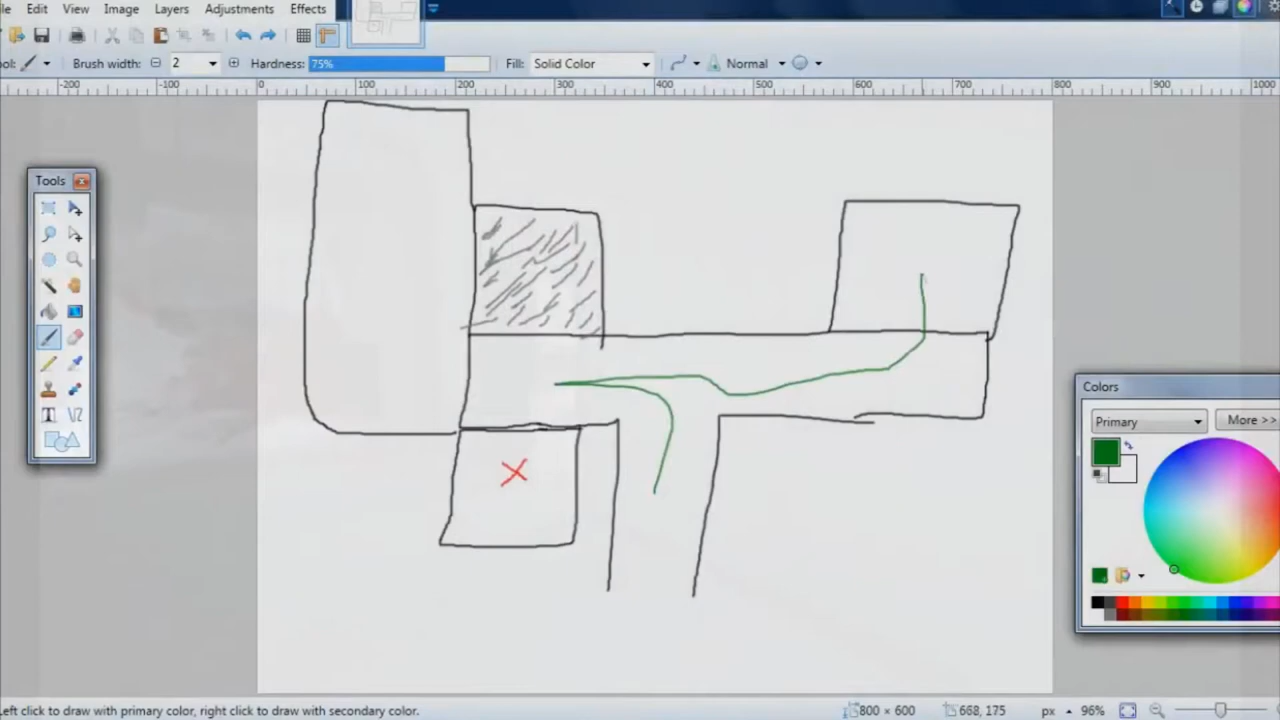 le Edit View Image Layers Adjustments Effects
ol: Brush width: 2 Hardness: 75% Fill: Solid Color Normal
-200 -100 0 100 200 300 400 500 600 700 800 900 1000
Tools
Colors
Primary More >>
Left click to draw with primary color, right click to draw with secondary color. 800 × 600 668, 175 px 96%